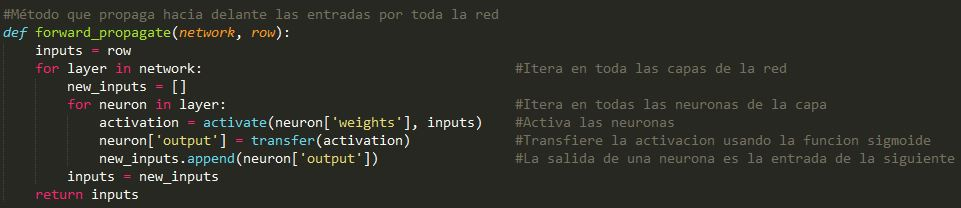 #Método que propaga hacia delante las entradas por toda la red
def forward_propagate(network, row):
    inputs = row
    for layer in network:                                       #Itera en toda las capas de la red
        new_inputs = []
        for neuron in layer:                                    #Itera en todas las neuronas de la capa
            activation = activate(neuron['weights'], inputs)    #Activa las neuronas
            neuron['output'] = transfer(activation)             #Transfiere la activacion usando la funcion sigmoide
            new_inputs.append(neuron['output'])                 #La salida de una neurona es la entrada de la siguiente
        inputs = new_inputs
    return inputs